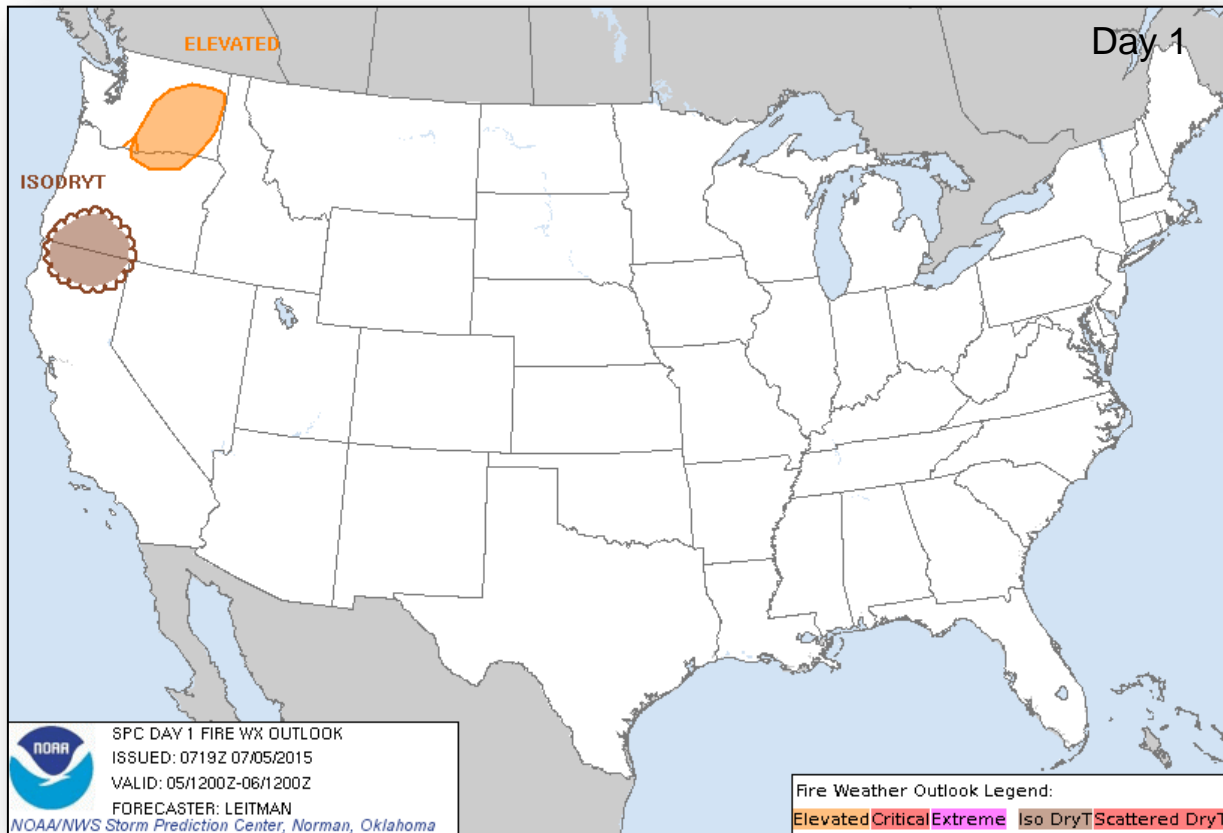 Day 1
ELEVATED
ISODRYT
NOAA
SPC DAY 1 FIRE WX OUTLOOK
ISSUED: 0719Z 07/05/2015
VALID: 05/1200Z-06/1200Z
FORECASTER: LEITMAN
NOAA/NWS Storm Prediction Center, Norman, Oklahoma
Fire Weather Outlook Legend:
Elevated Critical Extreme Iso DryT Scattered DryT